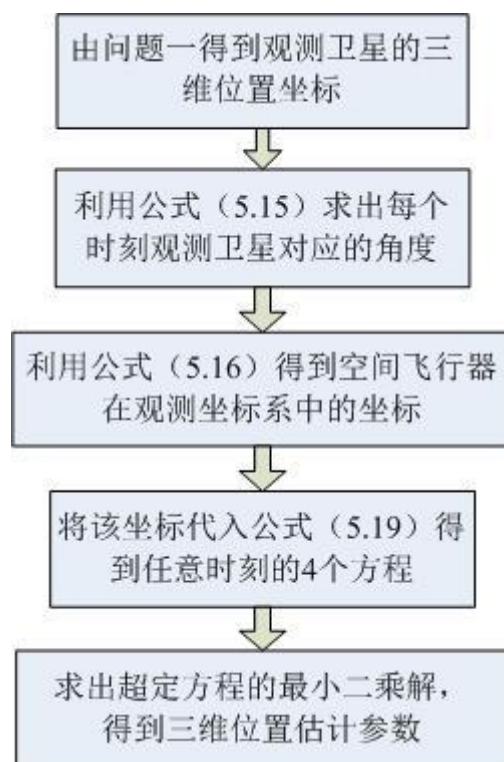 由问题一得到观测卫星的三
维位置坐标
利用公式（5.15）求出每个
时刻观测卫星对应的角度
利用公式（5.16）得到空间飞行器
在观测坐标系中的坐标
将该坐标代入公式（5.19）得
到任意时刻的4个方程
求出超定方程的最小二乘解，
得到三维位置估计参数